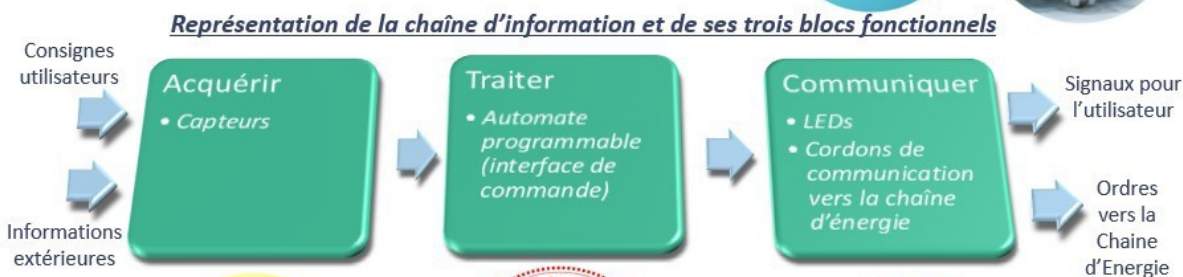 Représentation de la chaîne d'information et de ses trois blocs fonctionnels
Consignes
utilisateurs
Informations
extérieures
Acquérir
• Capteurs
Traiter
• Automate
programmable
(interface de
commande)
Communiquer
• LEDs
• Cordons de
communication
vers la chaîne
d'énergie
Signaux pour
l'utilisateur
Ordres
vers la
Chaine
d'Energie